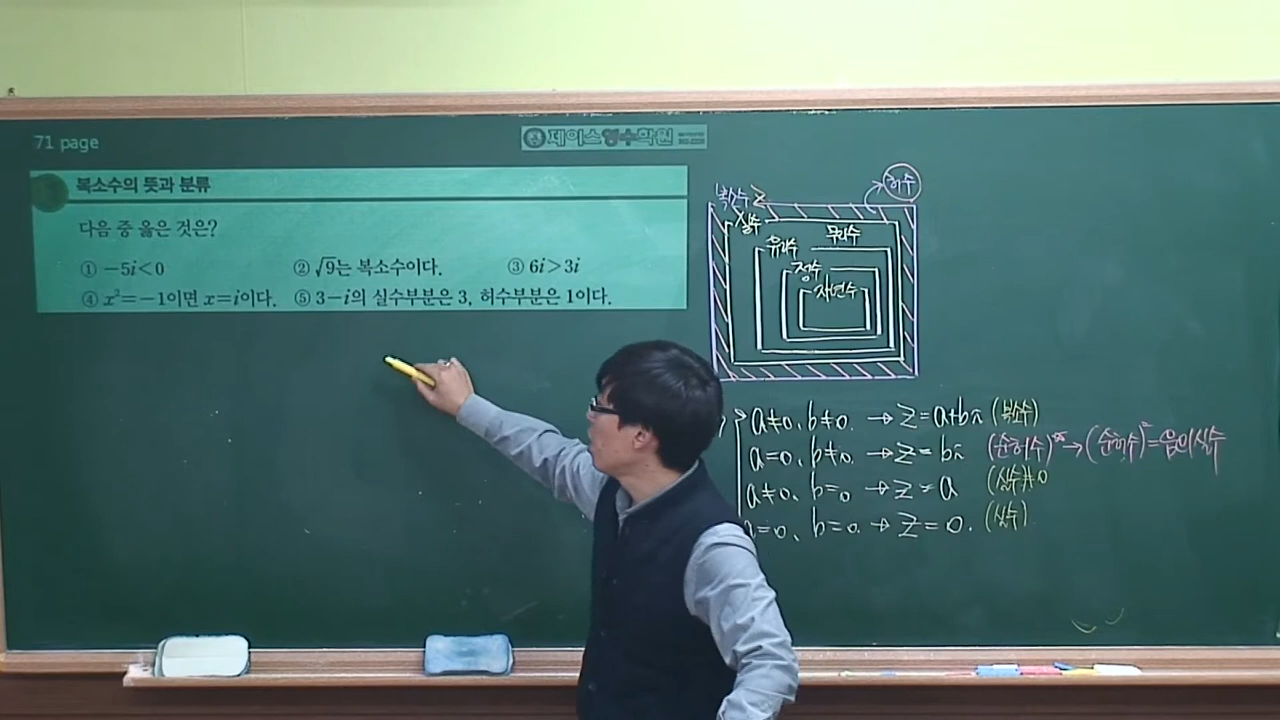 71 page
제이스영수학원
복소수의 뜻과 분류
다음 중 옳은 것은?
① −5i<0 ② √9는 복소수이다. ③ 6i>3i
④ x²=−1이면 x=i이다. ⑤ 3−i의 실수부분은 3, 허수부분은 1이다.
복소수 Z
허수
실수
무리수
유리수
정수
자연수
a≠0, b≠0. → Z=a+bi (복소수)
a=0, b≠0. → Z=bi (순허수) → (순허수)²=음의실수
a≠0, b=0 → Z=a (실수)≠0
a=0, b=0. → Z=0. (실수)